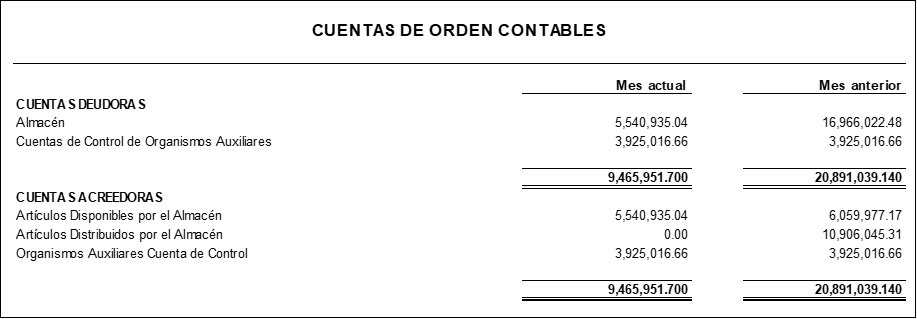 CUENTAS DE ORDEN CONTABLES
Mes actual Mes anterior
CUENTAS DEUDORAS
Almacén 5,540,935.04 16,966,022.48
Cuentas de Control de Organismos Auxiliares 3,925,016.66 3,925,016.66
9,465,951.700 20,891,039.140
CUENTAS ACREEDORAS
Artículos Disponibles por el Almacén 5,540,935.04 6,059,977.17
Artículos Distribuidos por el Almacén 0.00 10,906,045.31
Organismos Auxiliares Cuenta de Control 3,925,016.66 3,925,016.66
9,465,951.700 20,891,039.140